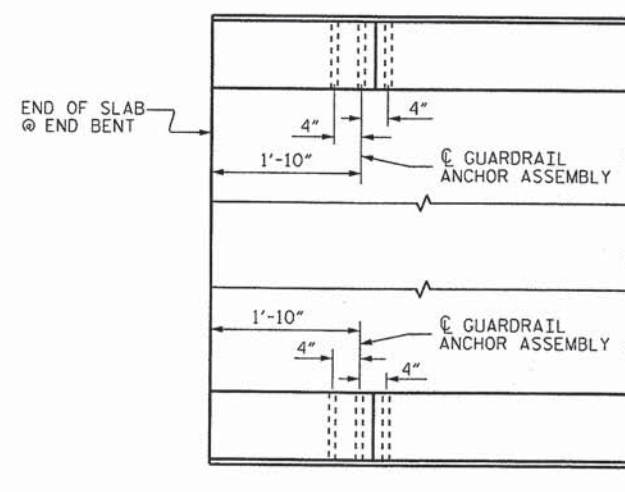 END OF SLAB
@ END BENT
4"
4"
1'-10"
℄ GUARDRAIL
ANCHOR ASSEMBLY
1'-10"
℄ GUARDRAIL
ANCHOR ASSEMBLY
4"
4"